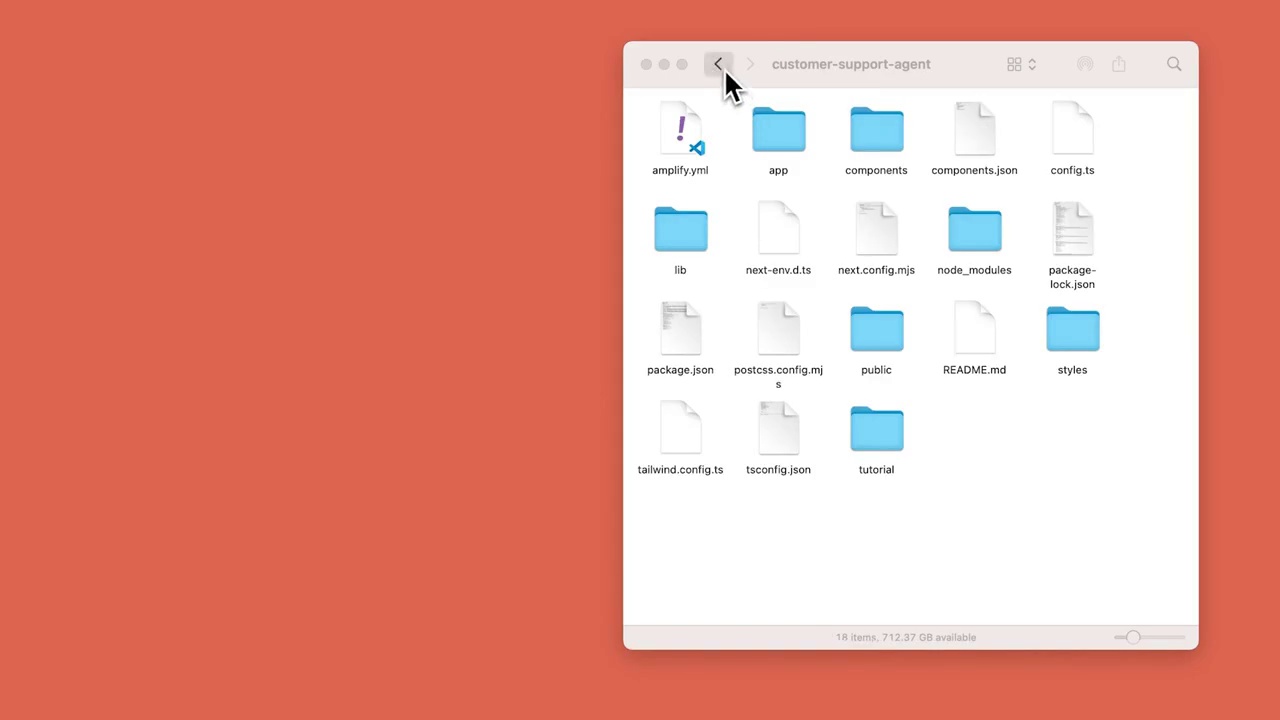 customer-support-agent
amplify.yml
app
components
components.json
config.ts
lib
next-env.d.ts
next.config.mjs
node_modules
package-
lock.json
package.json
postcss.config.mj
s
public
README.md
styles
tailwind.config.ts
tsconfig.json
tutorial
18 items, 712.37 GB available